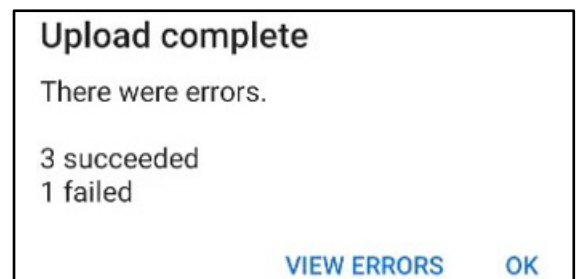 Upload complete
There were errors.
3 succeeded
1 failed
VIEW ERRORS OK